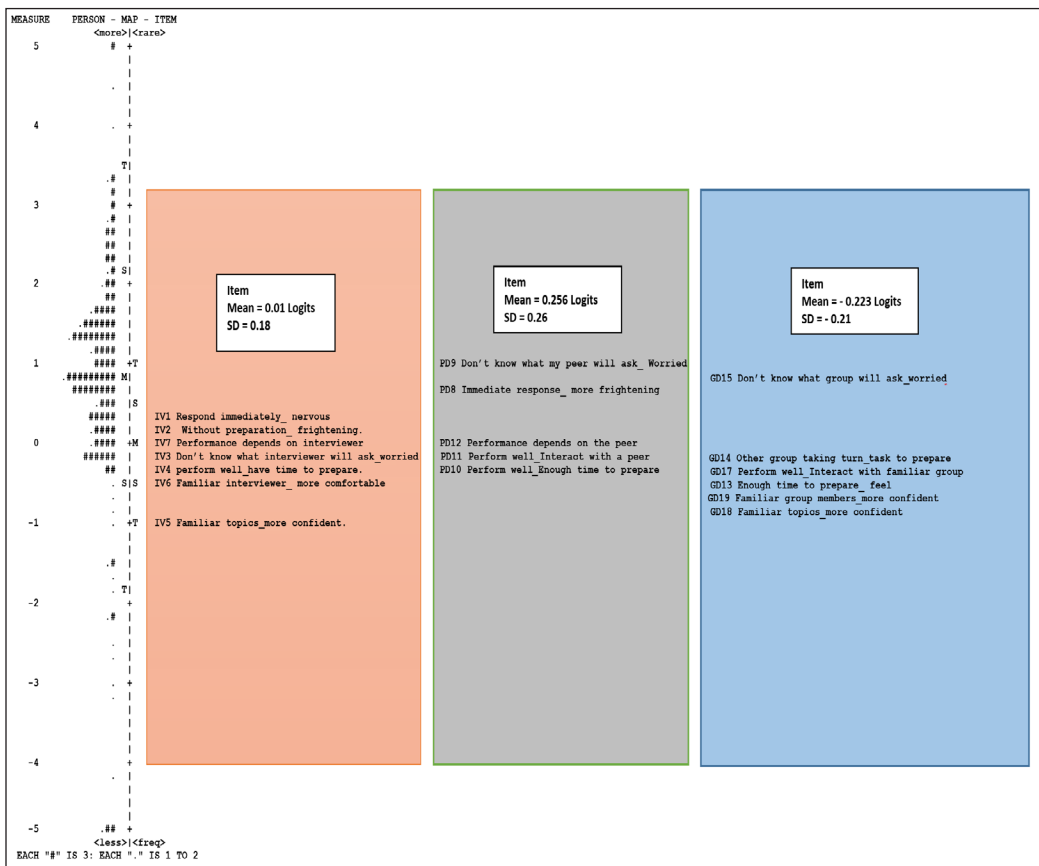 MEASURE PERSON - MAP - ITEM
<more>|<rare>
5 # +
|
|
. |
|
|
4 . +
|
|
T|
.# |
# |
3 # +
.# |
## |
## |
## |
.# S|
2 .## +
## |
.#### |
.###### |
.######## |
.#### |
1 #### +T PD9 Don't know what my peer will ask_ Worried
.######### M| GD15 Don't know what group will ask_worried
######## | PD8 Immediate response_ more frightening
.### |S
##### | IV1 Respond immediately_ nervous
.#### | IV2 Without preparation_ frightening.
0 .#### +M IV7 Performance depends on interviewer PD12 Performance depends on the peer
###### | IV3 Don't know what interviewer will ask_worried PD11 Perform well_Interact with a peer GD14 Other group taking turn_task to prepare
## | IV4 perform well_have time to prepare. PD10 Perform well_Enough time to prepare GD17 Perform well_Interact with familiar group
. S|S IV6 Familiar interviewer_ more comfortable GD13 Enough time to prepare_ feel
. | GD19 Familiar group members_more confident
-1 . +T IV5 Familiar topics_more confident. GD18 Familiar topics_more confident
|
|
.# |
. |
. T|
-2 +
.# |
|
. |
. |
|
-3 . +
. |
|
|
|
|
-4 +
. |
|
|
|
-5 .## +
<less>|<freq>
EACH "#" IS 3: EACH "." IS 1 TO 2
Item
Mean = 0.01 Logits
SD = 0.18
Item
Mean = 0.256 Logits
SD = 0.26
Item
Mean = - 0.223 Logits
SD = - 0.21